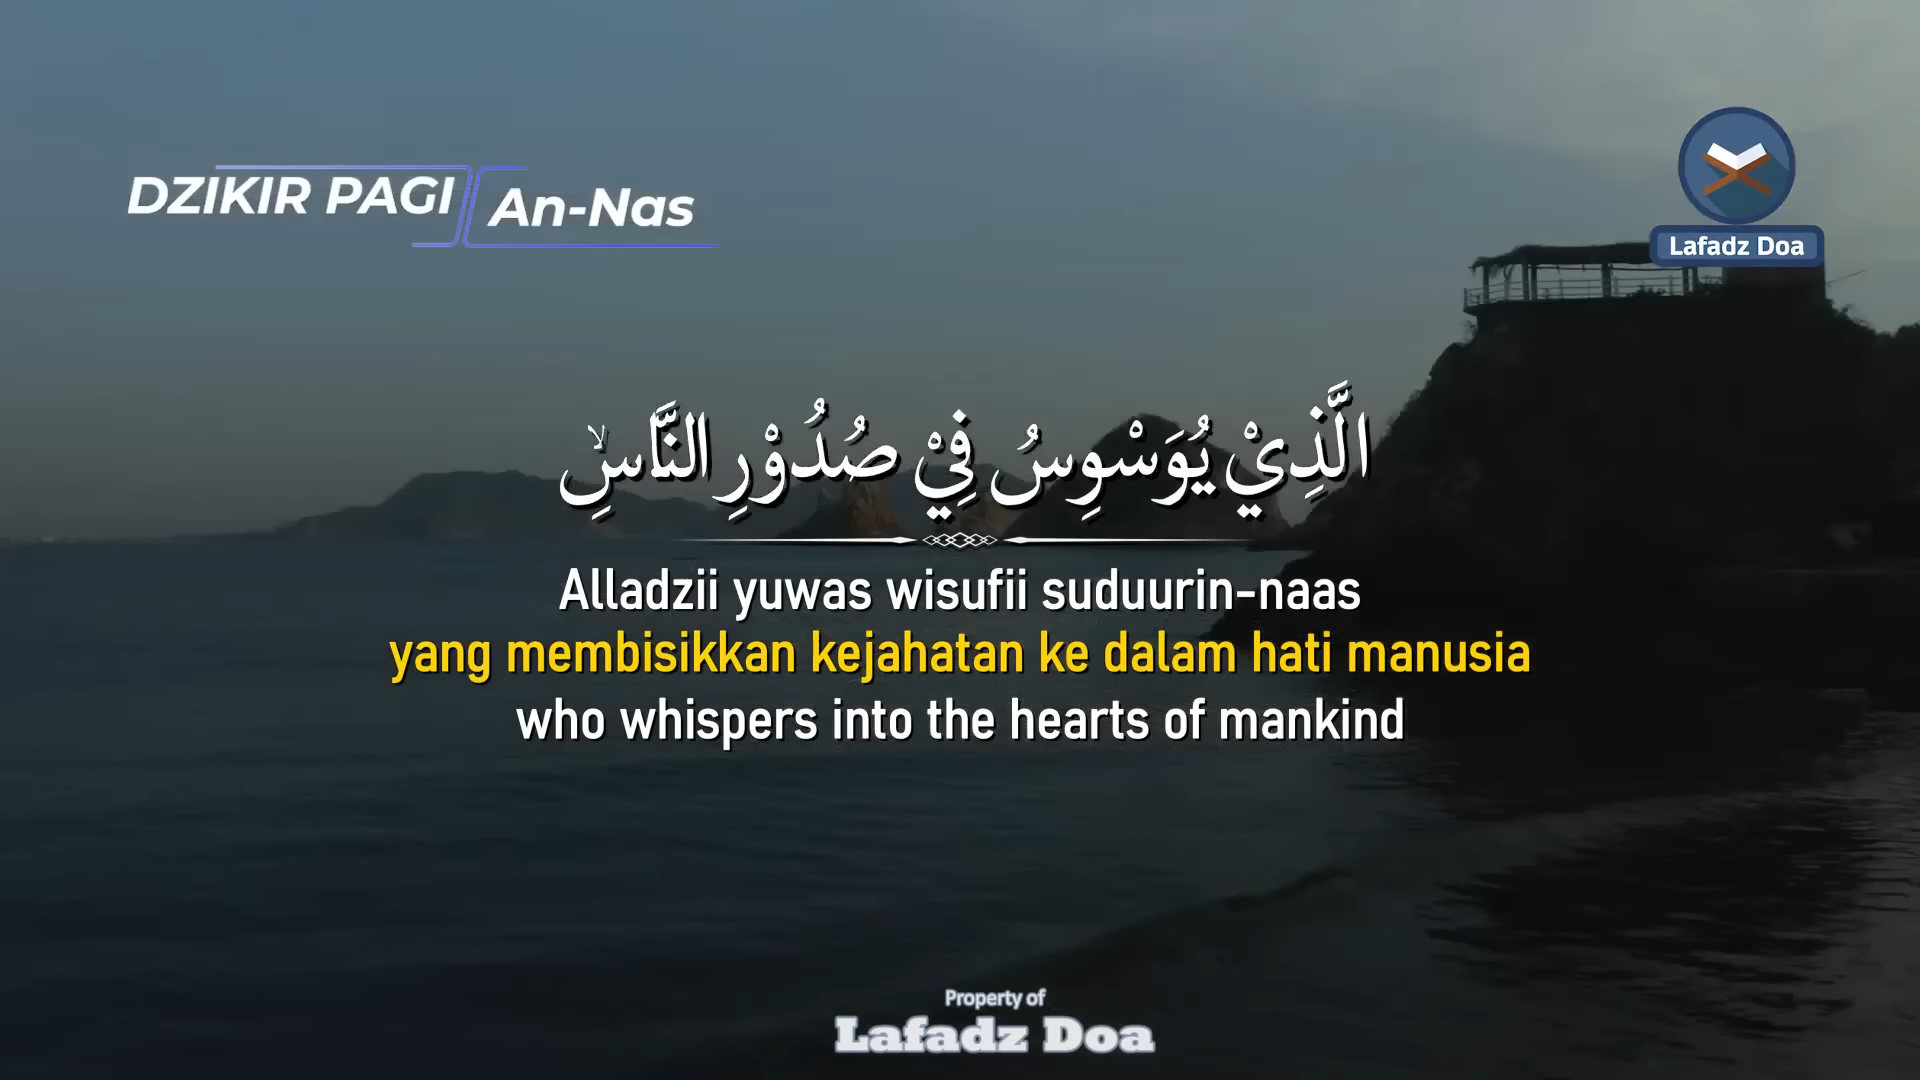 DZIKIR PAGI An-Nas
Lafadz Doa
الَّذِيْ يُوَسْوِسُ فِيْ صُدُوْرِ النَّاسِۙ
Alladzii yuwas wisufii suduurin-naas
yang membisikkan kejahatan ke dalam hati manusia
who whispers into the hearts of mankind
Property of
Lafadz Doa